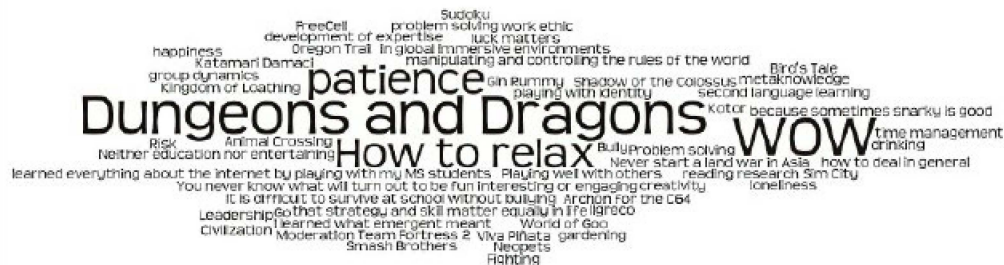 Sudoku
FreeCell problem solving work ethic
development of expertise luck matters
happiness Oregon Trail in global immersive environments
Katamari Damaci manipulating and controlling the rules of the world
Bird's Tale
group dynamics patience Gin Rummy Shadow of the Colossus metaknowledge
Kingdom of Loathing playing with identity second language learning
Dungeons and Dragons Kotor because sometimes snarky is good
WOW time management
Risk Animal Crossing How to relax Bully Problem solving drinking
Neither education nor entertaining Never start a land war in Asia how to deal in general
learned everything about the internet by playing with my MS students Playing well with others reading research Sim City
You never know what will turn out to be fun interesting or engaging creativity loneliness
It is difficult to survive at school without bullying Archon For the C64
Leadership Go that strategy and skill matter equally in life ligreco
Civilization I learned what emergent meant World of Goo
Moderation Team Fortress 2 Viva Piñata gardening
Smash Brothers Neopets
Fighting